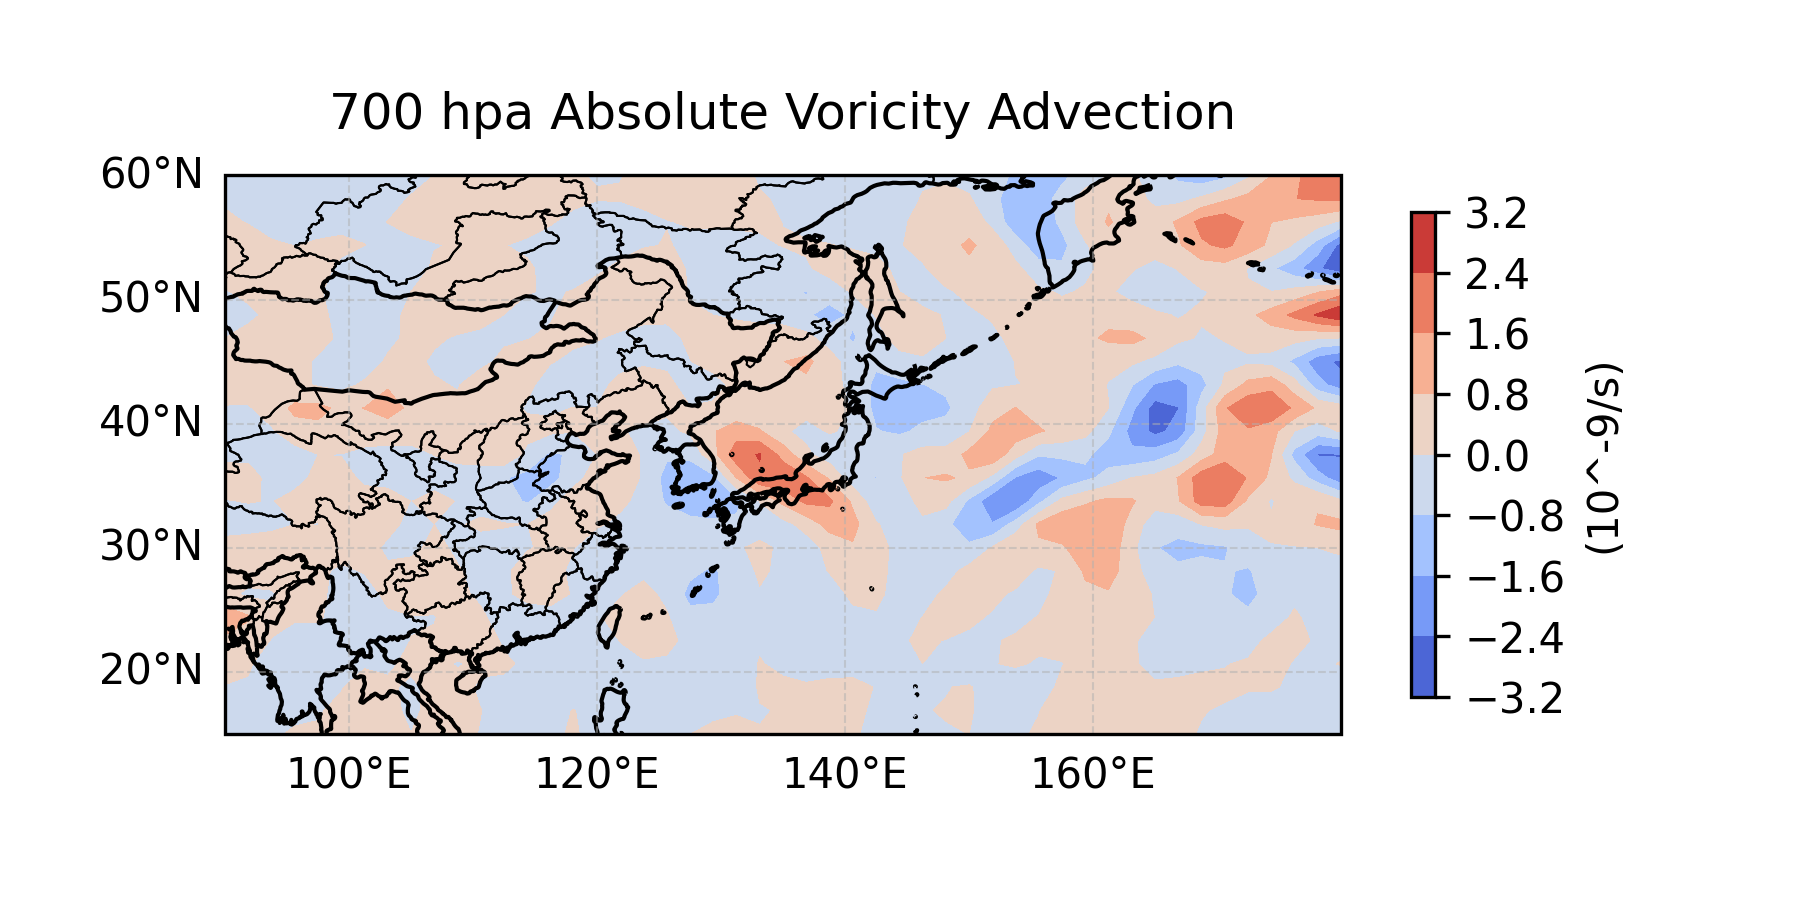 700 hpa Absolute Voricity Advection
60°N
50°N
40°N
30°N
20°N
100°E
120°E
140°E
160°E
3.2
2.4
1.6
0.8
0.0
−0.8
−1.6
−2.4
−3.2
(10^-9/s)